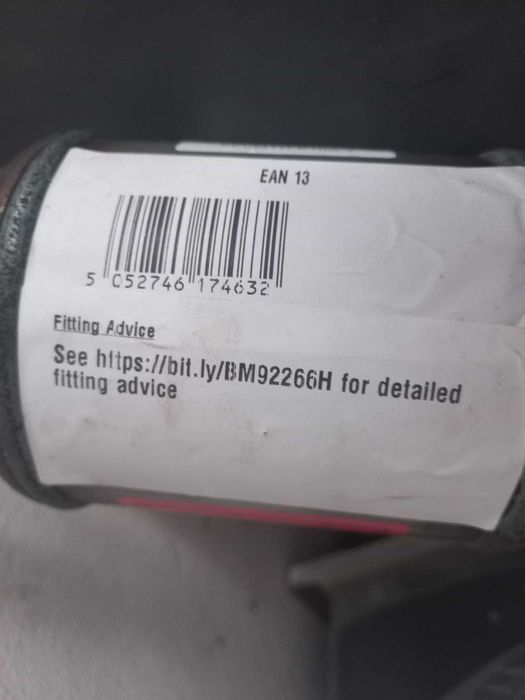 EAN 13
5 052746 174632
Fitting Advice
See https://bit.ly/BM92266H for detailed
fitting advice